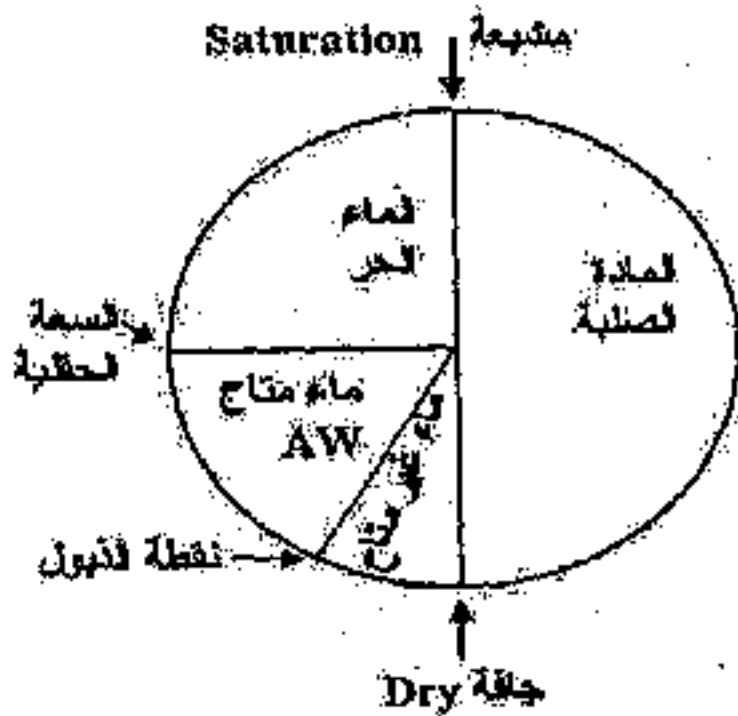 Saturation مشبعة
الماء
الحر
المادة
الصلبة
السعة
الحقلية
ماء متاح
AW
نقطة الذبول
Dry جافة